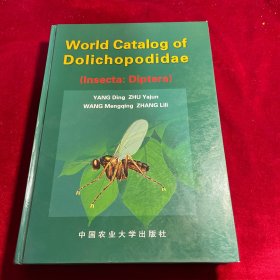 World Catalog of
Dolichopodidae
(Insecta: Diptera)
YANG Ding ZHU Yajun
WANG Mengqing ZHANG Lili
中国农业大学出版社